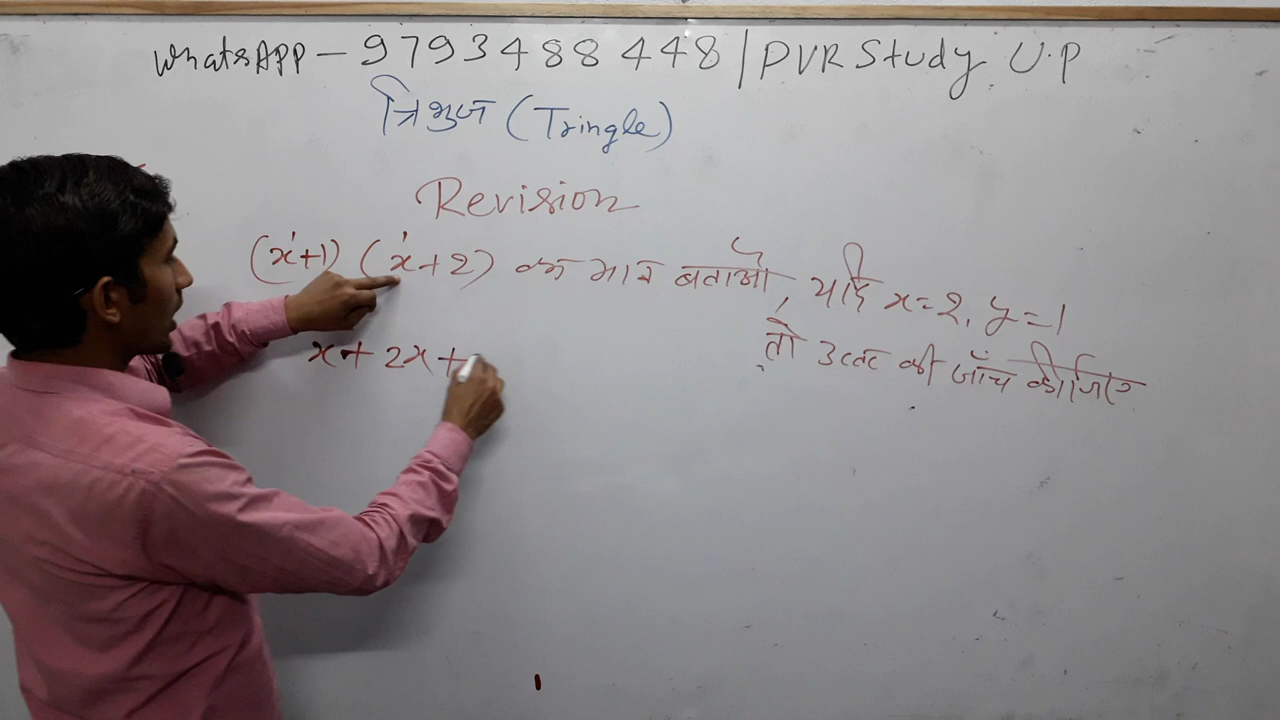 WhatsAPP - 9793488448 | PVR Study U.P
त्रिभुज (Tringle)
Revision
(x'+1) (x'+2) का मान बताओ, यदि x=2, y=1
तो उत्तर की जाँच कीजिए
x + 2x +